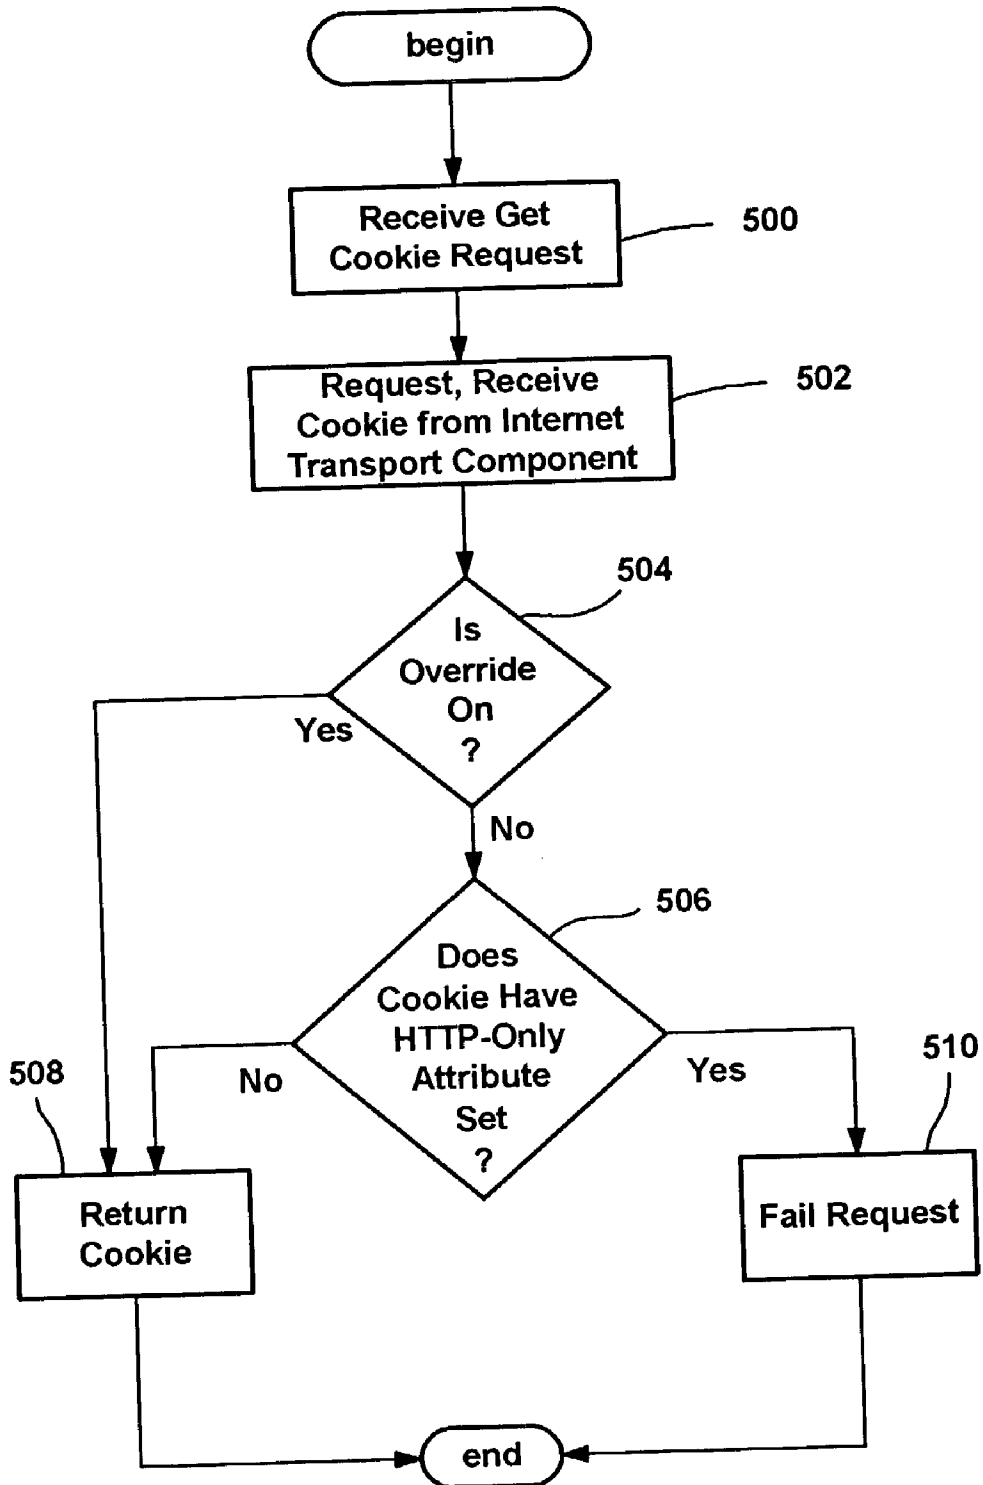 begin
Receive Get
Cookie Request
500
Request, Receive
Cookie from Internet
Transport Component
502
504
Is
Override
On
?
Yes
No
506
Does
Cookie Have
HTTP-Only
Attribute
Set
?
No
Yes
508
510
Return
Cookie
Fail Request
end